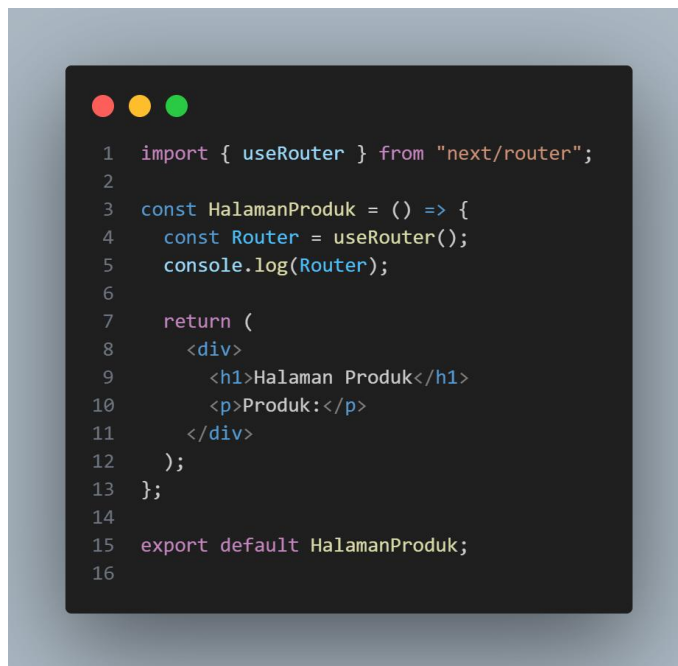 1 import { useRouter } from "next/router";
2
3 const HalamanProduk = () => {
4   const Router = useRouter();
5   console.log(Router);
6
7   return (
8     <div>
9       <h1>Halaman Produk</h1>
10       <p>Produk:</p>
11     </div>
12   );
13 };
14
15 export default HalamanProduk;
16